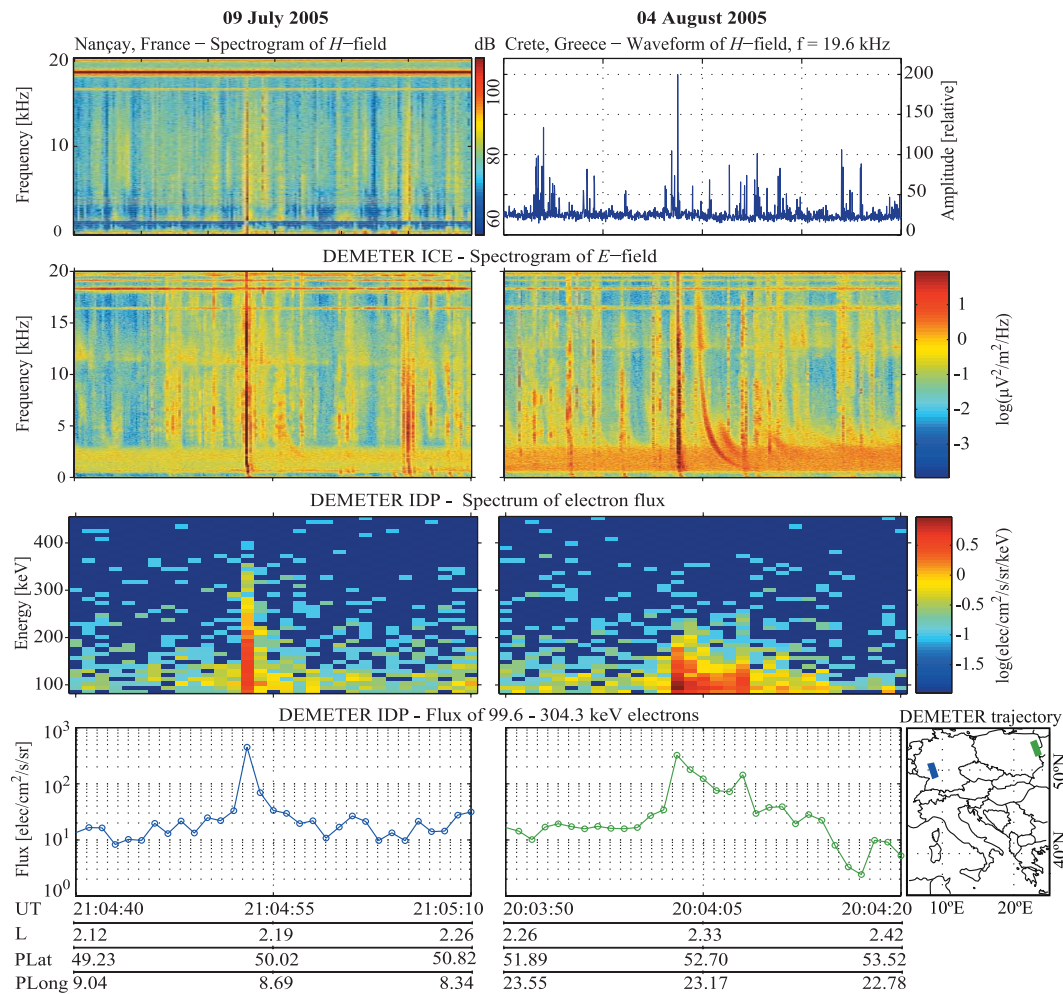 09 July 2005
04 August 2005
Nançay, France – Spectrogram of H–field
dB
Crete, Greece – Waveform of H–field, f = 19.6 kHz
Frequency [kHz]
20
10
0
100
80
60
200
150
100
50
0
Amplitude [relative]
DEMETER ICE - Spectrogram of E–field
Frequency [kHz]
20
15
10
5
0
1
0
-1
-2
-3
log(µV²/m²/Hz)
DEMETER IDP - Spectrum of electron flux
Energy [keV]
400
300
200
100
0.5
0
-0.5
-1
-1.5
log(elec/cm²/s/sr/keV)
DEMETER IDP - Flux of 99.6 - 304.3 keV electrons
DEMETER trajectory
Flux [elec/cm²/s/sr]
10³
10²
10¹
10⁰
50ºN
40ºN
10ºE 20ºE
UT 21:04:40 21:04:55 21:05:10 20:03:50 20:04:05 20:04:20
L 2.12 2.19 2.26 2.26 2.33 2.42
PLat 49.23 50.02 50.82 51.89 52.70 53.52
PLong 9.04 8.69 8.34 23.55 23.17 22.78